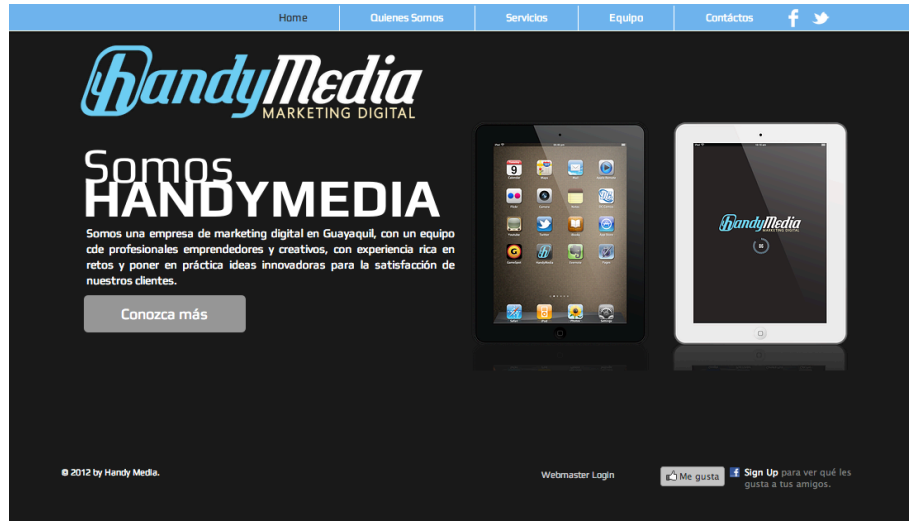 Home Quienes Somos Servicios Equipo Contáctos
handyMedia
MARKETING DIGITAL
Somos
HANDYMEDIA
Somos una empresa de marketing digital en Guayaquil, con un equipo
cde profesionales emprendedores y creativos, con experiencia rica en
retos y poner en práctica ideas innovadoras para la satisfacción de
nuestros clientes.
Conozca más
9
handyMedia
MARKETING DIGITAL
© 2012 by Handy Media.
Webmaster Login
Me gusta
Sign Up para ver qué les
gusta a tus amigos.